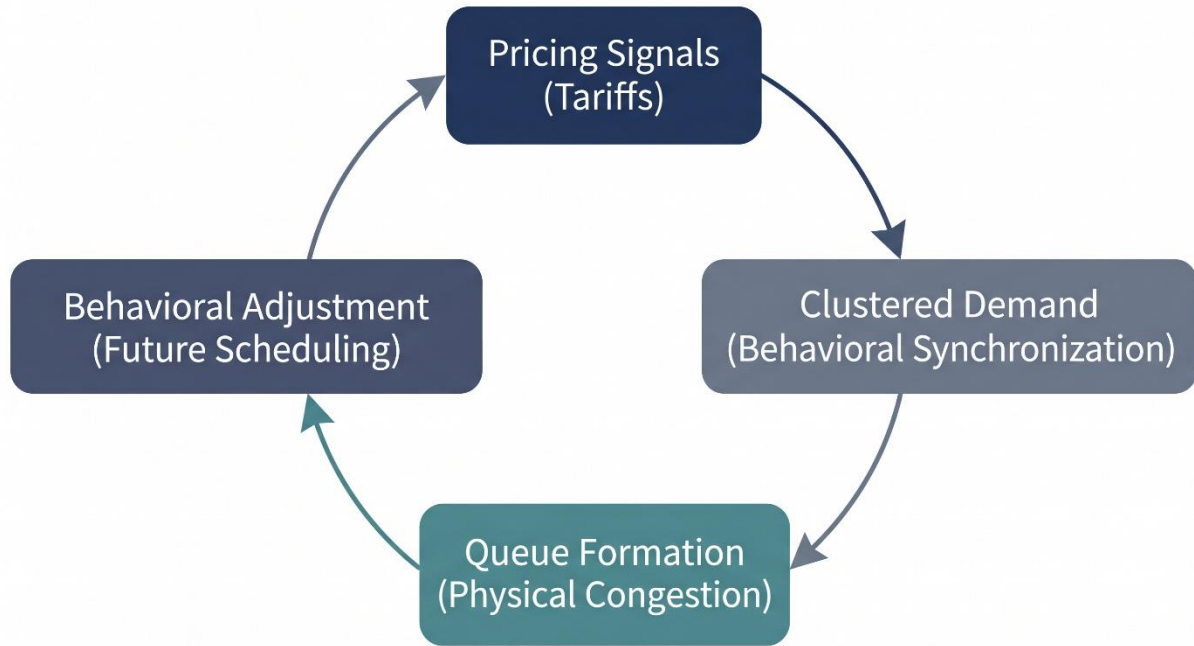 Pricing Signals
(Tariffs)
Clustered Demand
(Behavioral Synchronization)
Queue Formation
(Physical Congestion)
Behavioral Adjustment
(Future Scheduling)